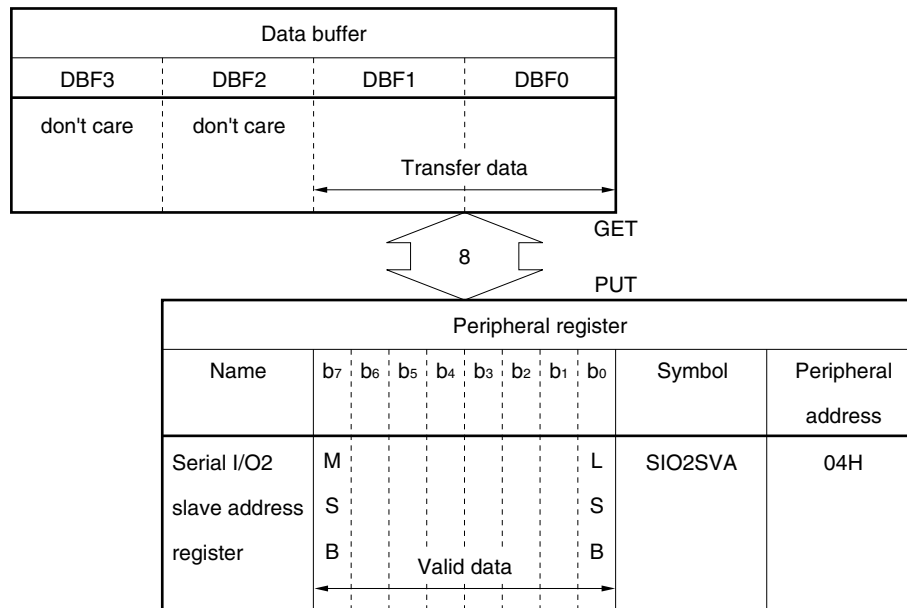 Data buffer
DBF3 DBF2 DBF1 DBF0
don't care don't care
Transfer data
GET
8
PUT
Peripheral register
Name b7 b6 b5 b4 b3 b2 b1 b0 Symbol Peripheral
address
Serial I/O2 M L SIO2SVA 04H
slave address S S
register B B
Valid data